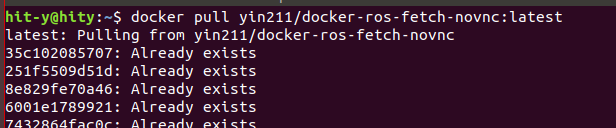 hit-y@hity:~$ docker pull yin211/docker-ros-fetch-novnc:latest
latest: Pulling from yin211/docker-ros-fetch-novnc
35c102085707: Already exists
251f5509d51d: Already exists
8e829fe70a46: Already exists
6001e1789921: Already exists
7432864fac0c: Already exists